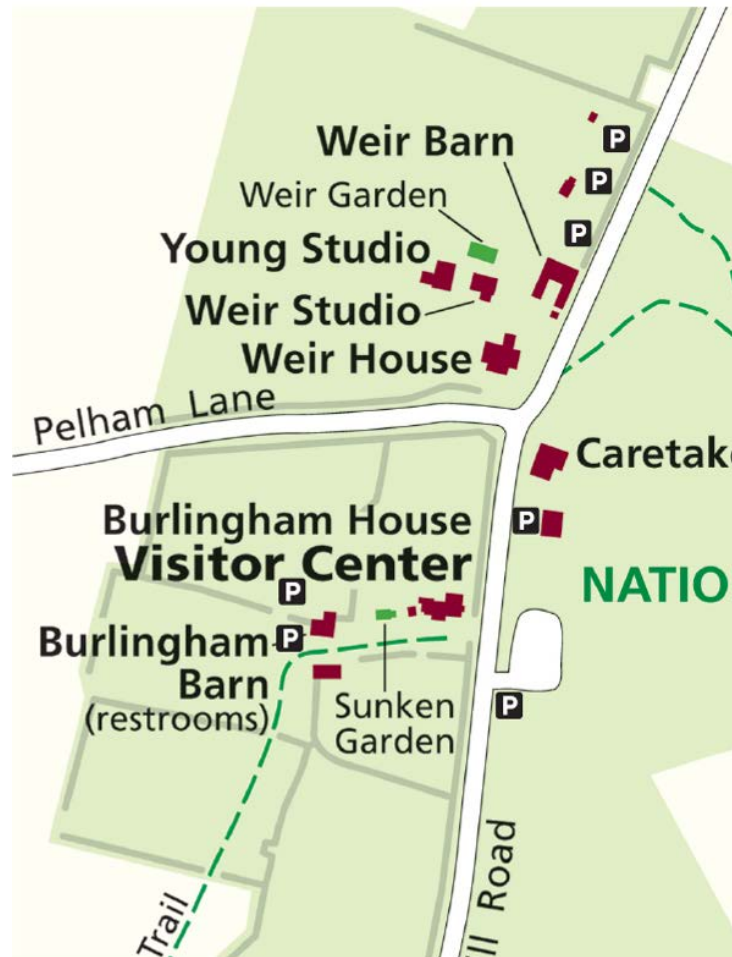 P
Weir Barn
P
Weir Garden
P
Young Studio
Weir Studio
Weir House
Pelham Lane
Caretak
Burlingham House
P
Visitor Center
NATIO
P
P
Burlingham
Barn
(restrooms)
Sunken
Garden
P
ll Road
Trail